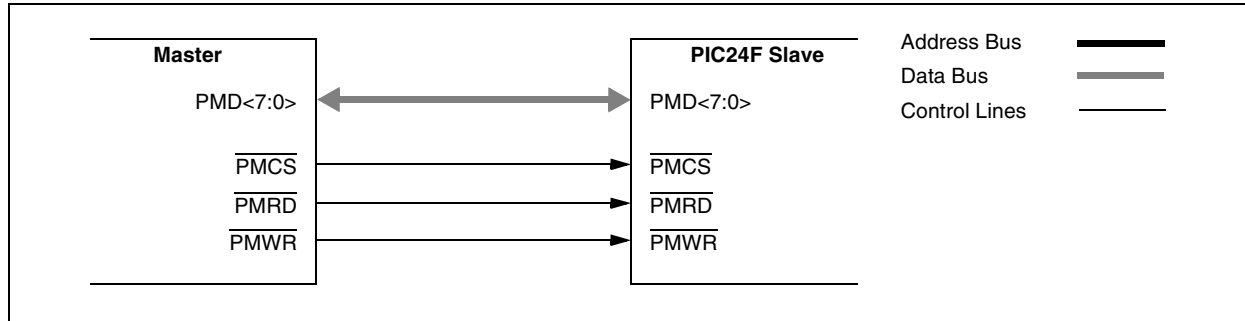 Master
PMD<7:0>
PMCS
PMRD
PMWR
PIC24F Slave
PMD<7:0>
PMCS
PMRD
PMWR
Address Bus
Data Bus
Control Lines